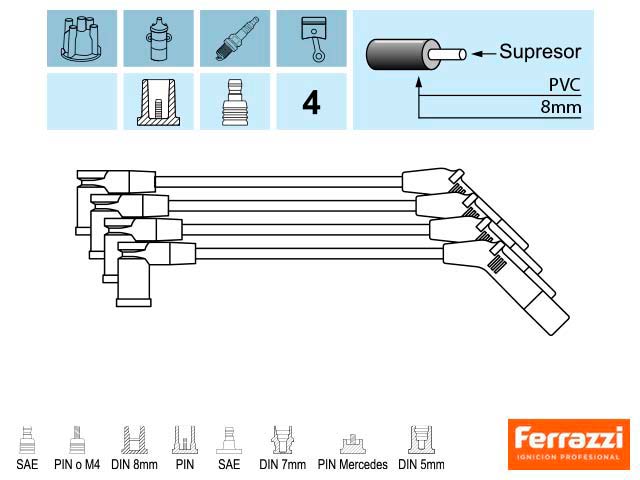 Supresor
PVC
8mm
4
SAE PIN o M4 DIN 8mm PIN SAE DIN 7mm PIN Mercedes DIN 5mm
Ferrazzi
IGNICION PROFESIONAL